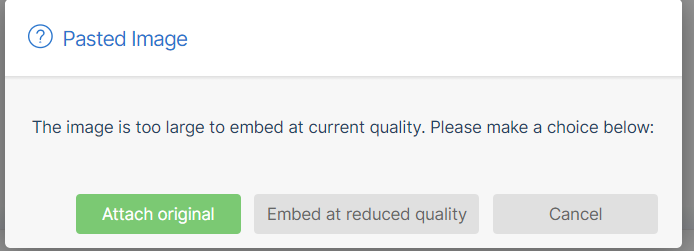 Pasted Image
The image is too large to embed at current quality. Please make a choice below:
Attach original
Embed at reduced quality
Cancel